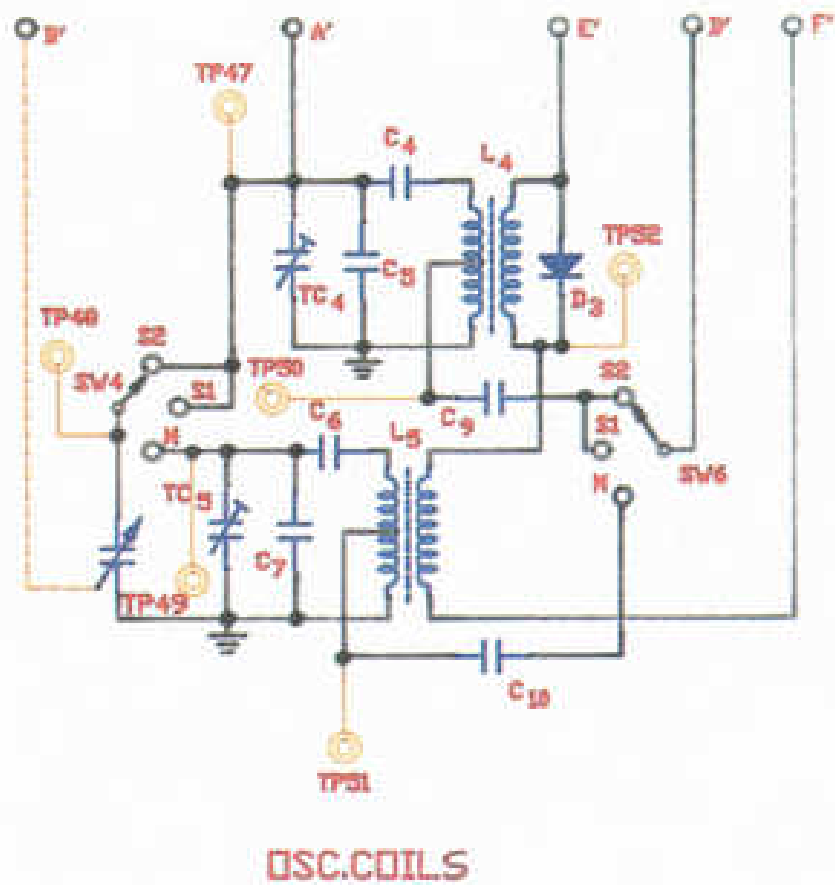 B' A' E' D' F'
TP47
C4 L4
TP52
TC4 C5 D3
TP48
S2 S2
SW4 S1 TP50
C6 C9 S1
L5
M SW6
TC5 M
C7
TP49
C10
TP51
OSC.COILS